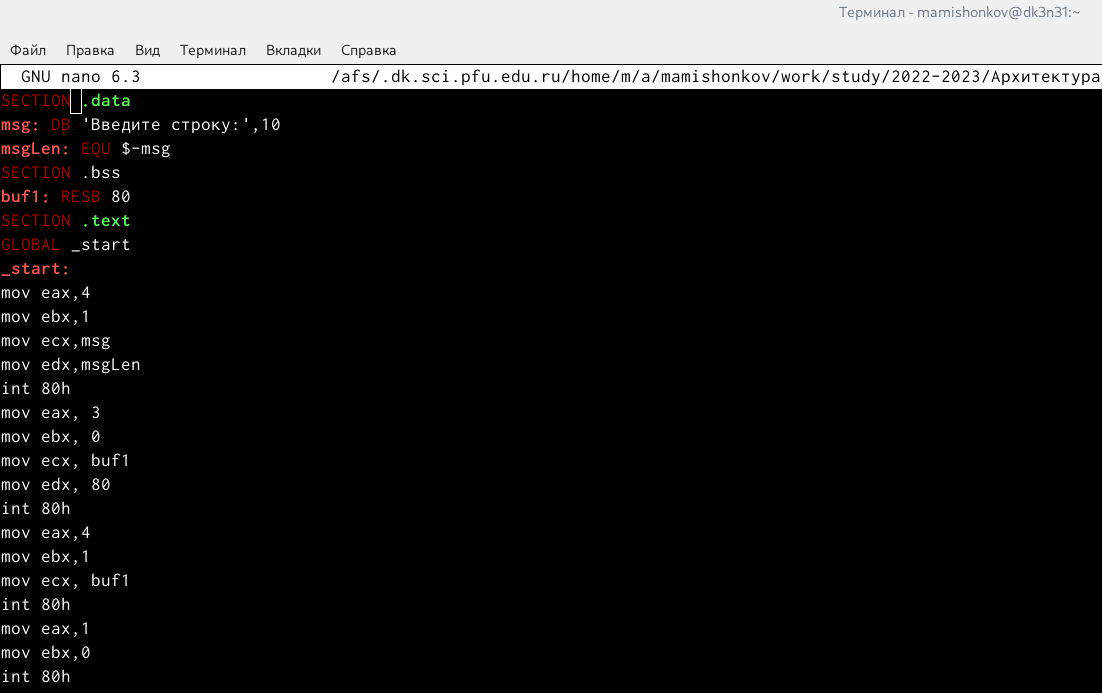 Терминал - mamishonkov@dk3n31:~
Файл Правка Вид Терминал Вкладки Справка
GNU nano 6.3 /afs/.dk.sci.pfu.edu.ru/home/m/a/mamishonkov/work/study/2022-2023/Архитектура
SECTION .data
msg: DB 'Введите строку:',10
msgLen: EQU $-msg
SECTION .bss
buf1: RESB 80
SECTION .text
GLOBAL _start
_start:
mov eax,4
mov ebx,1
mov ecx,msg
mov edx,msgLen
int 80h
mov eax, 3
mov ebx, 0
mov ecx, buf1
mov edx, 80
int 80h
mov eax,4
mov ebx,1
mov ecx, buf1
int 80h
mov eax,1
mov ebx,0
int 80h